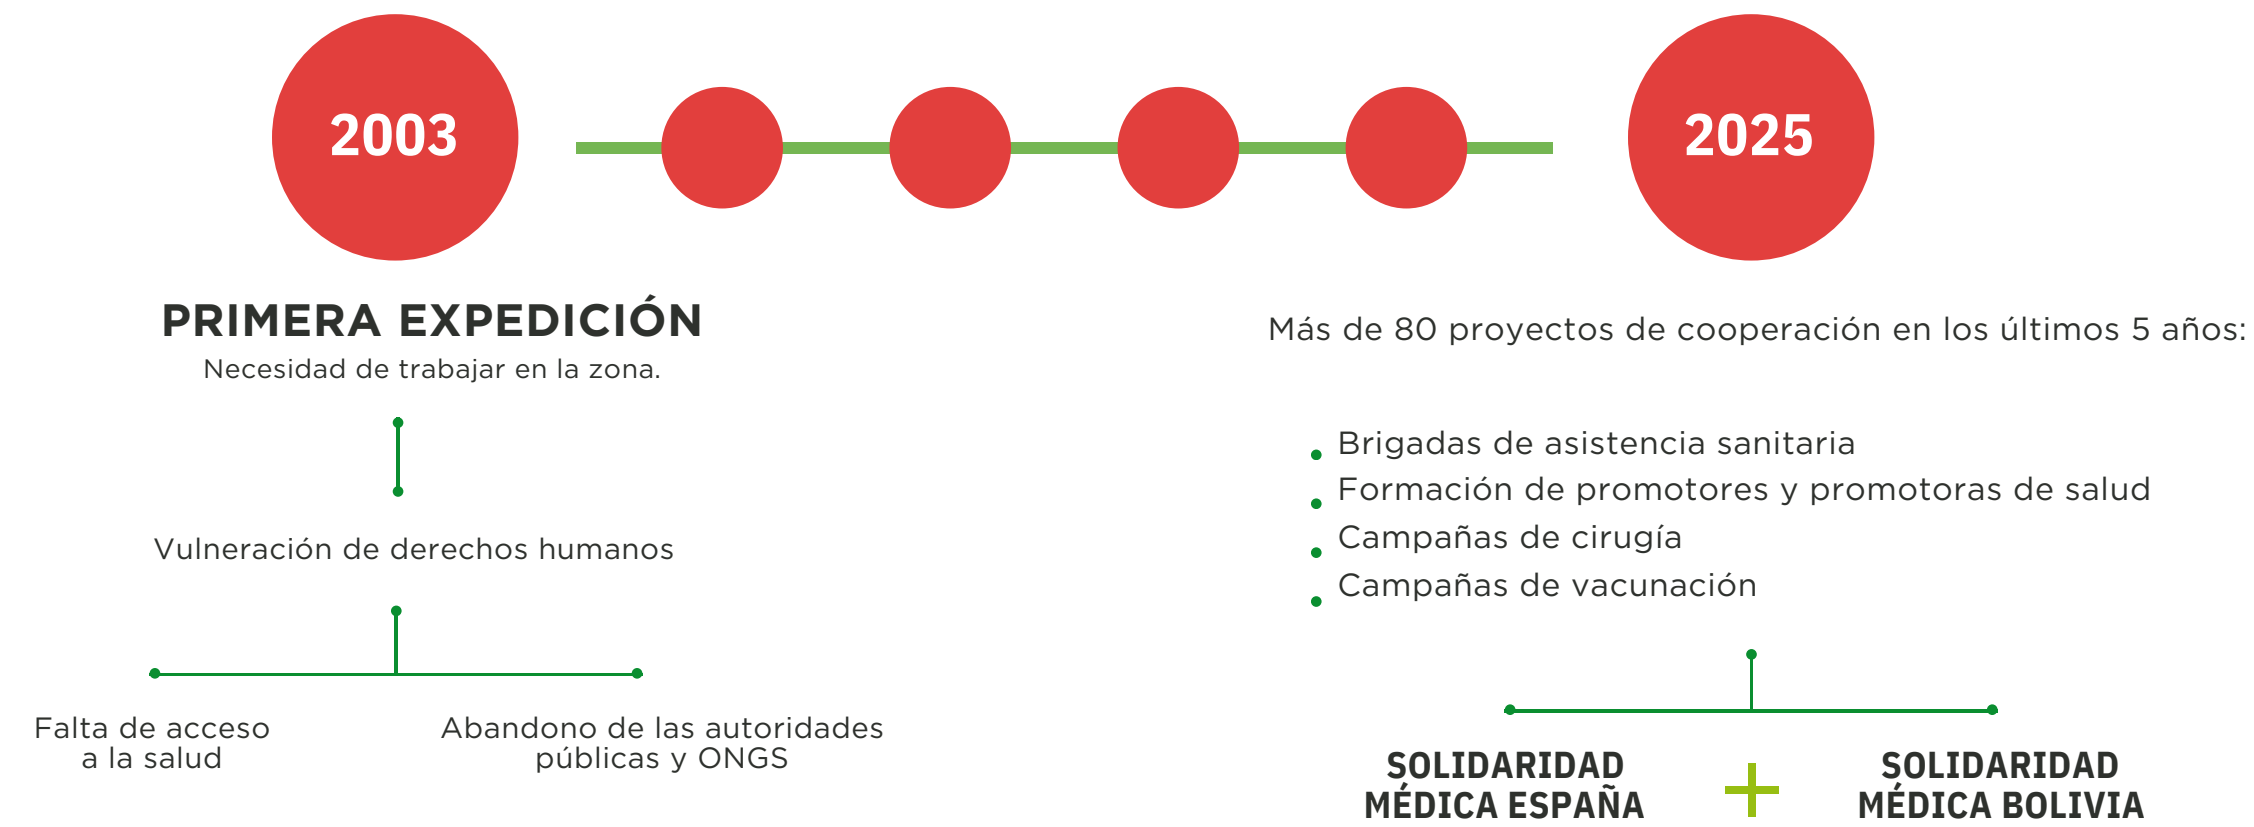 2003
2025
PRIMERA EXPEDICIÓN
Necesidad de trabajar en la zona.
Vulneración de derechos humanos
Falta de acceso
a la salud
Abandono de las autoridades
públicas y ONGS
Más de 80 proyectos de cooperación en los últimos 5 años:
Brigadas de asistencia sanitaria
Formación de promotores y promotoras de salud
Campañas de cirugía
Campañas de vacunación
SOLIDARIDAD
MÉDICA ESPAÑA
+
SOLIDARIDAD
MÉDICA BOLIVIA